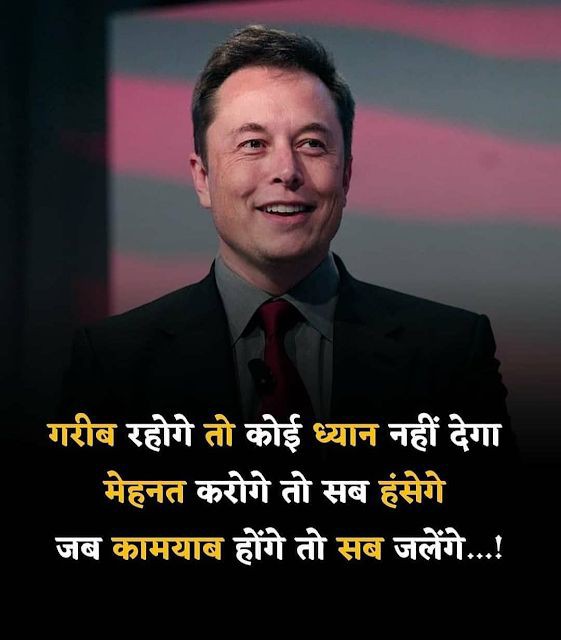 गरीब रहोगे तो कोई ध्यान नहीं देगा
मेहनत करोगे तो सब हंसेगे
जब कामयाब होंगे तो सब जलेंगे...!